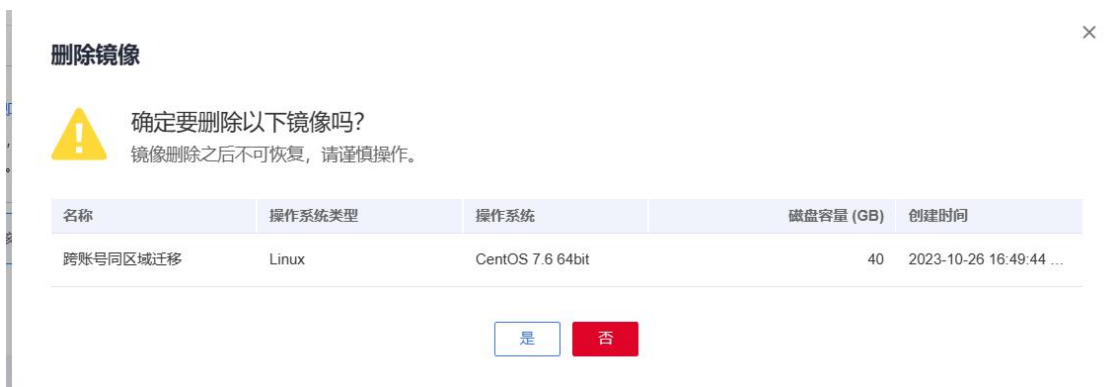 删除镜像
确定要删除以下镜像吗?
镜像删除之后不可恢复，请谨慎操作。
名称 操作系统类型 操作系统 磁盘容量 (GB) 创建时间
跨账号同区域迁移 Linux CentOS 7.6 64bit 40 2023-10-26 16:49:44 ...
是 否